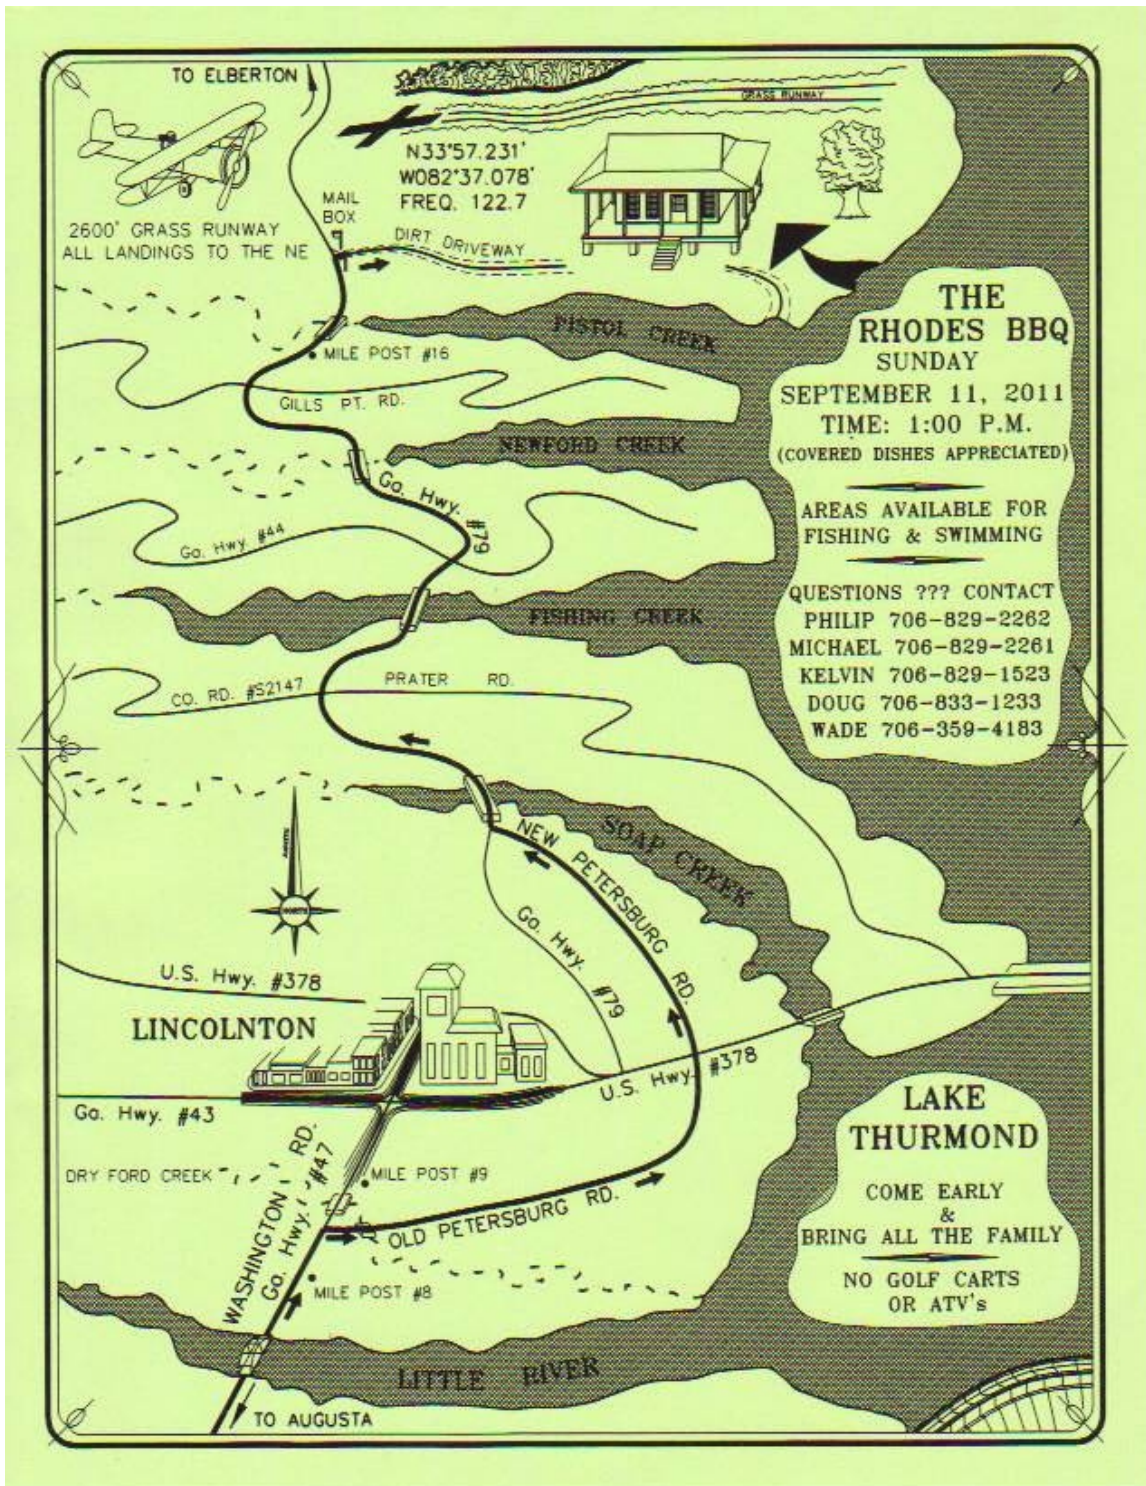 TO ELBERTON
GRASS RUNWAY
N33°57.231'
W082°37.078'
FREQ. 122.7
MAIL
BOX
2600' GRASS RUNWAY
ALL LANDINGS TO THE NE
DIRT DRIVEWAY
THE
RHODES BBQ
SUNDAY
SEPTEMBER 11, 2011
TIME: 1:00 P.M.
(COVERED DISHES APPRECIATED)
AREAS AVAILABLE FOR
FISHING & SWIMMING
QUESTIONS ??? CONTACT
PHILIP 706-829-2262
MICHAEL 706-829-2261
KELVIN 706-829-1523
DOUG 706-833-1233
WADE 706-359-4183
PISTOL CREEK
MILE POST #16
GILLS PT. RD.
NEWFORD CREEK
Ga. Hwy. #79
Ga. Hwy #44
FISHING CREEK
CO. RD. #S2147
PRATER RD.
SOAP CREEK
NEW PETERSBURG RD.
Ga. Hwy. #79
NORTH
U.S. Hwy. #378
LINCOLNTON
U.S. Hwy. #378
Ga. Hwy. #43
DRY FORD CREEK
WASHINGTON RD.
Ga. Hwy. #47
MILE POST #9
OLD PETERSBURG RD.
MILE POST #8
LITTLE RIVER
TO AUGUSTA
LAKE
THURMOND
COME EARLY
&
BRING ALL THE FAMILY
NO GOLF CARTS
OR ATV's